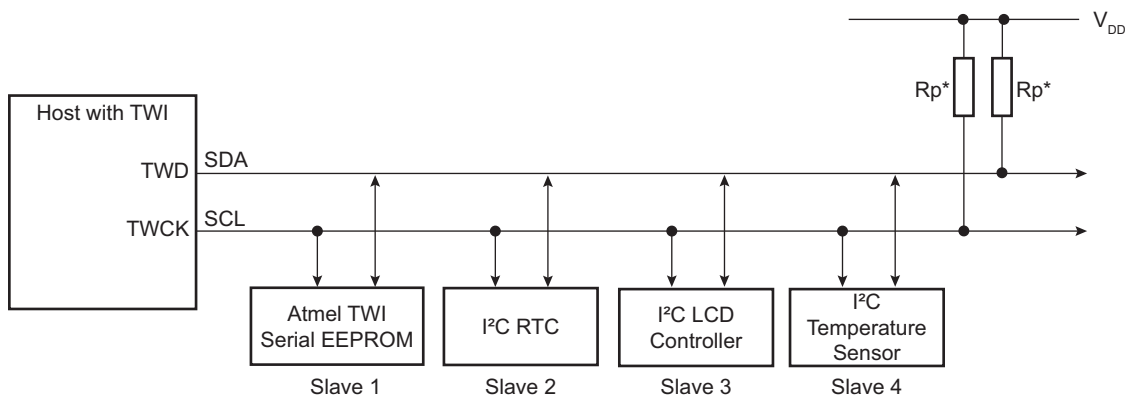 V_DD
Rp*
Rp*
Host with TWI
TWD
SDA
TWCK
SCL
Atmel TWI
Serial EEPROM
I²C RTC
I²C LCD
Controller
I²C
Temperature
Sensor
Slave 1
Slave 2
Slave 3
Slave 4